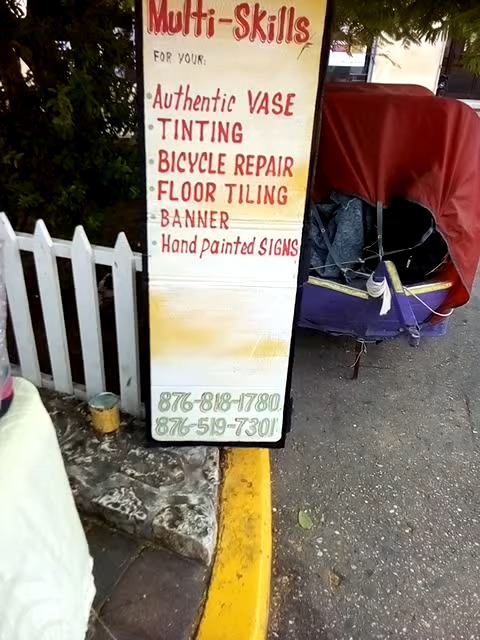 Multi-Skills
FOR YOUR:
• Authentic VASE
• TINTING
• BICYCLE REPAIR
• FLOOR TILING
• BANNER
• Hand painted SIGNS
876-818-1780
876-519-7301